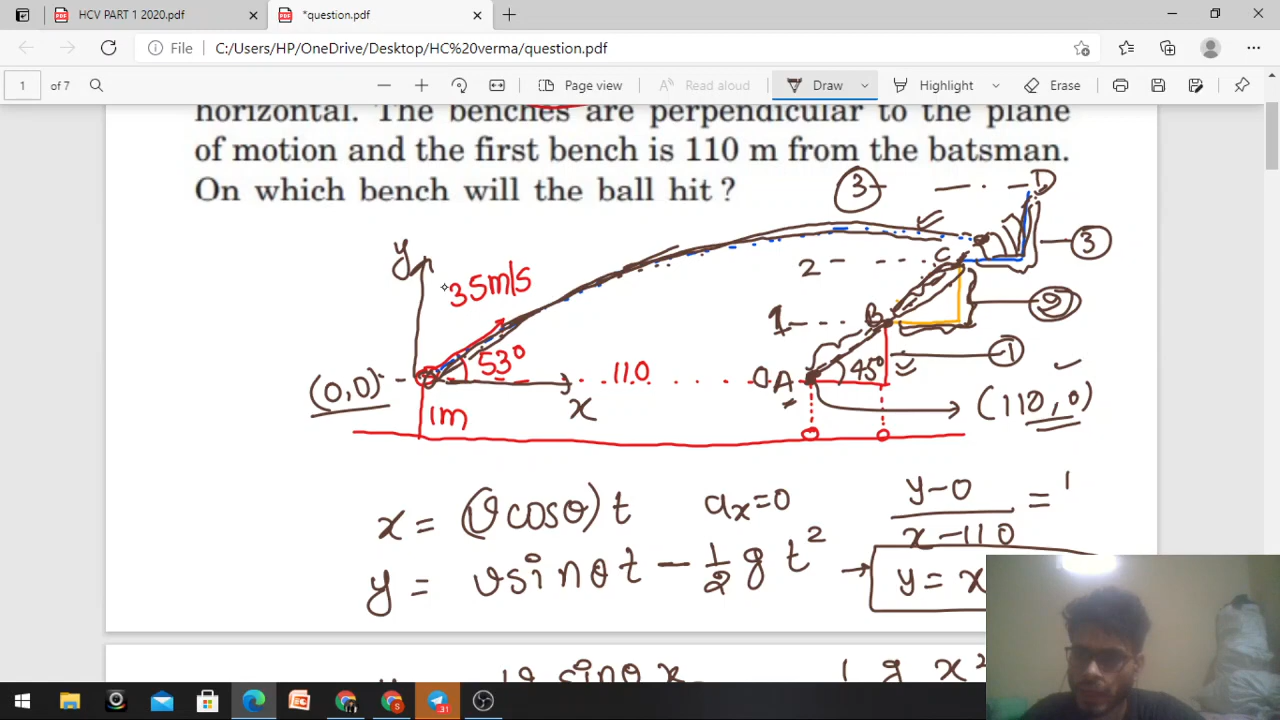 HCV PART 1 2020.pdf
*question.pdf
File
C:/Users/HP/OneDrive/Desktop/HC%20verma/question.pdf
1 of 7
Page view
Read aloud
Draw
Highlight
Erase
horizontal. The benches are perpendicular to the plane
of motion and the first bench is 110 m from the batsman.
On which bench will the ball hit ?
3
D
y
35m/s
2
C
3
1
B
2
53°
110
A
45°
1
(0,0)
x
1m
(110,0)
x = (v cosθ) t
ax=0
y-0
x-110
= 1
y = v sinθ t - 1/2 g t²
y = x
sinθ x
g x²
31